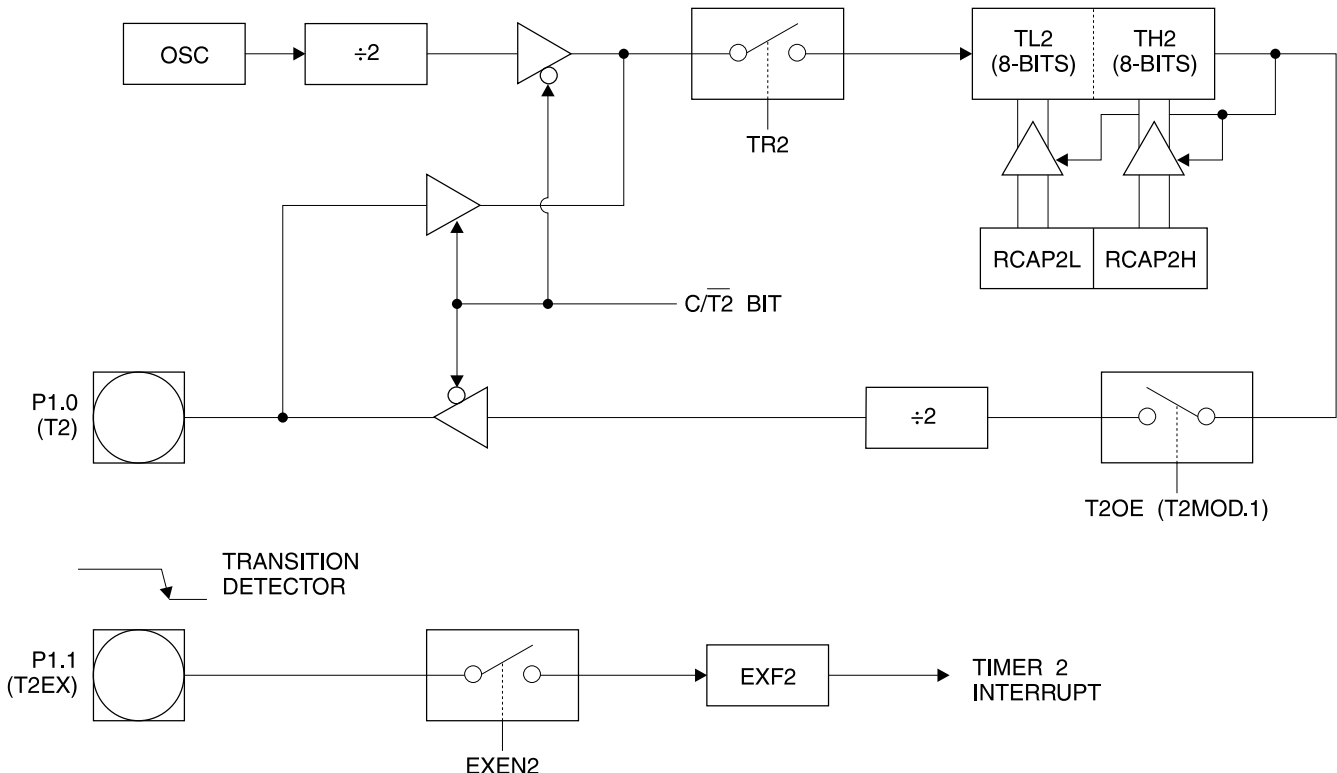 OSC
÷2
TR2
TL2
(8-BITS)
TH2
(8-BITS)
RCAP2L
RCAP2H
C/T̅2̅ BIT
P1.0
(T2)
÷2
T2OE (T2MOD.1)
TRANSITION
DETECTOR
P1.1
(T2EX)
EXEN2
EXF2
TIMER 2
INTERRUPT